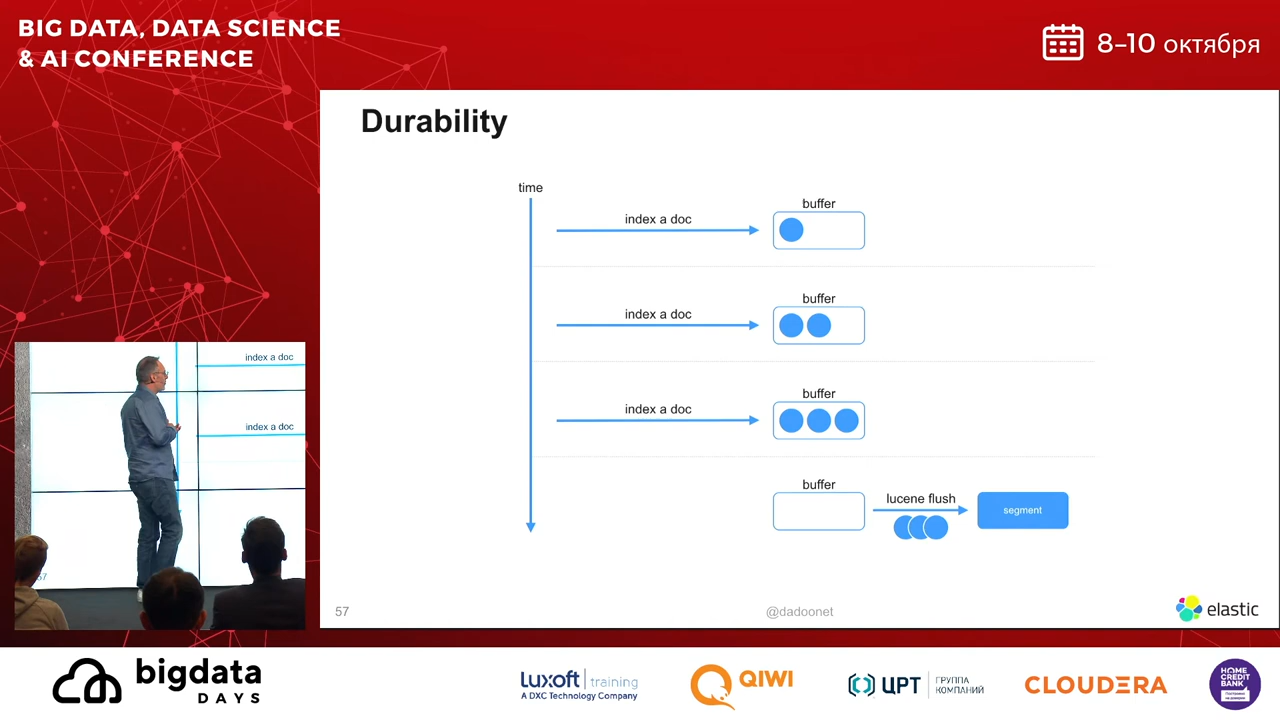 BIG DATA, DATA SCIENCE
& AI CONFERENCE
8–10 октября
Durability
time
buffer
index a doc
buffer
index a doc
buffer
index a doc
buffer
lucene flush
segment
57
@dadoonet
elastic
index a doc
index a doc
57
bigdata
DAYS
luxoft training
A DXC Technology Company
QIWI
ЦРТ ГРУППА
КОМПАНИЙ
CLOUDERA
HOME
CREDIT
BANK